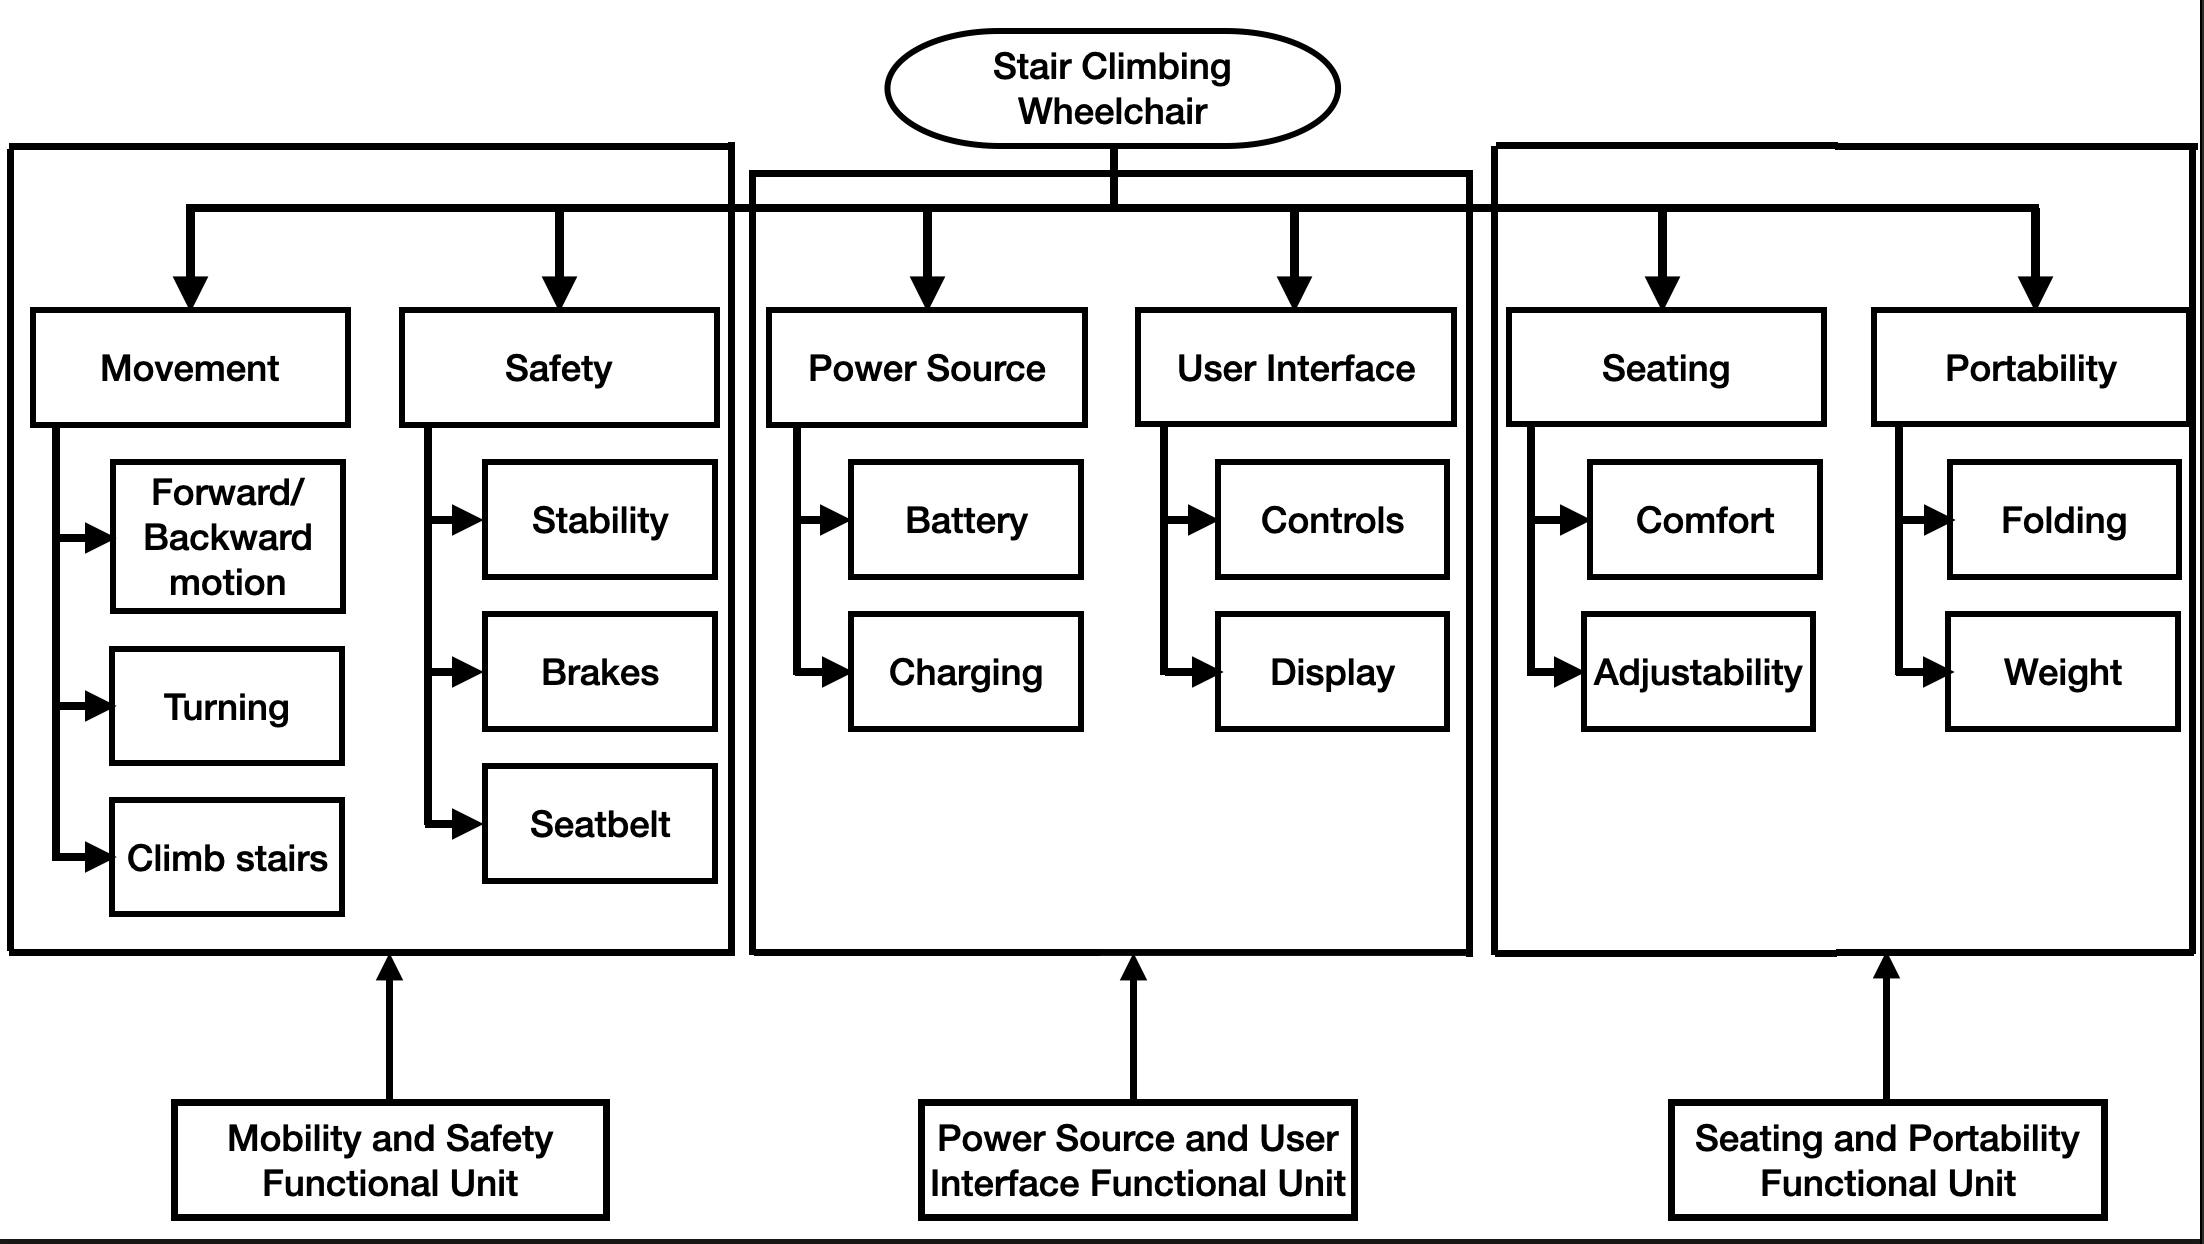 Stair Climbing
Wheelchair
Movement
Safety
Power Source
User Interface
Seating
Portability
Forward/
Backward
motion
Turning
Climb stairs
Stability
Brakes
Seatbelt
Battery
Charging
Controls
Display
Comfort
Adjustability
Folding
Weight
Mobility and Safety
Functional Unit
Power Source and User
Interface Functional Unit
Seating and Portability
Functional Unit